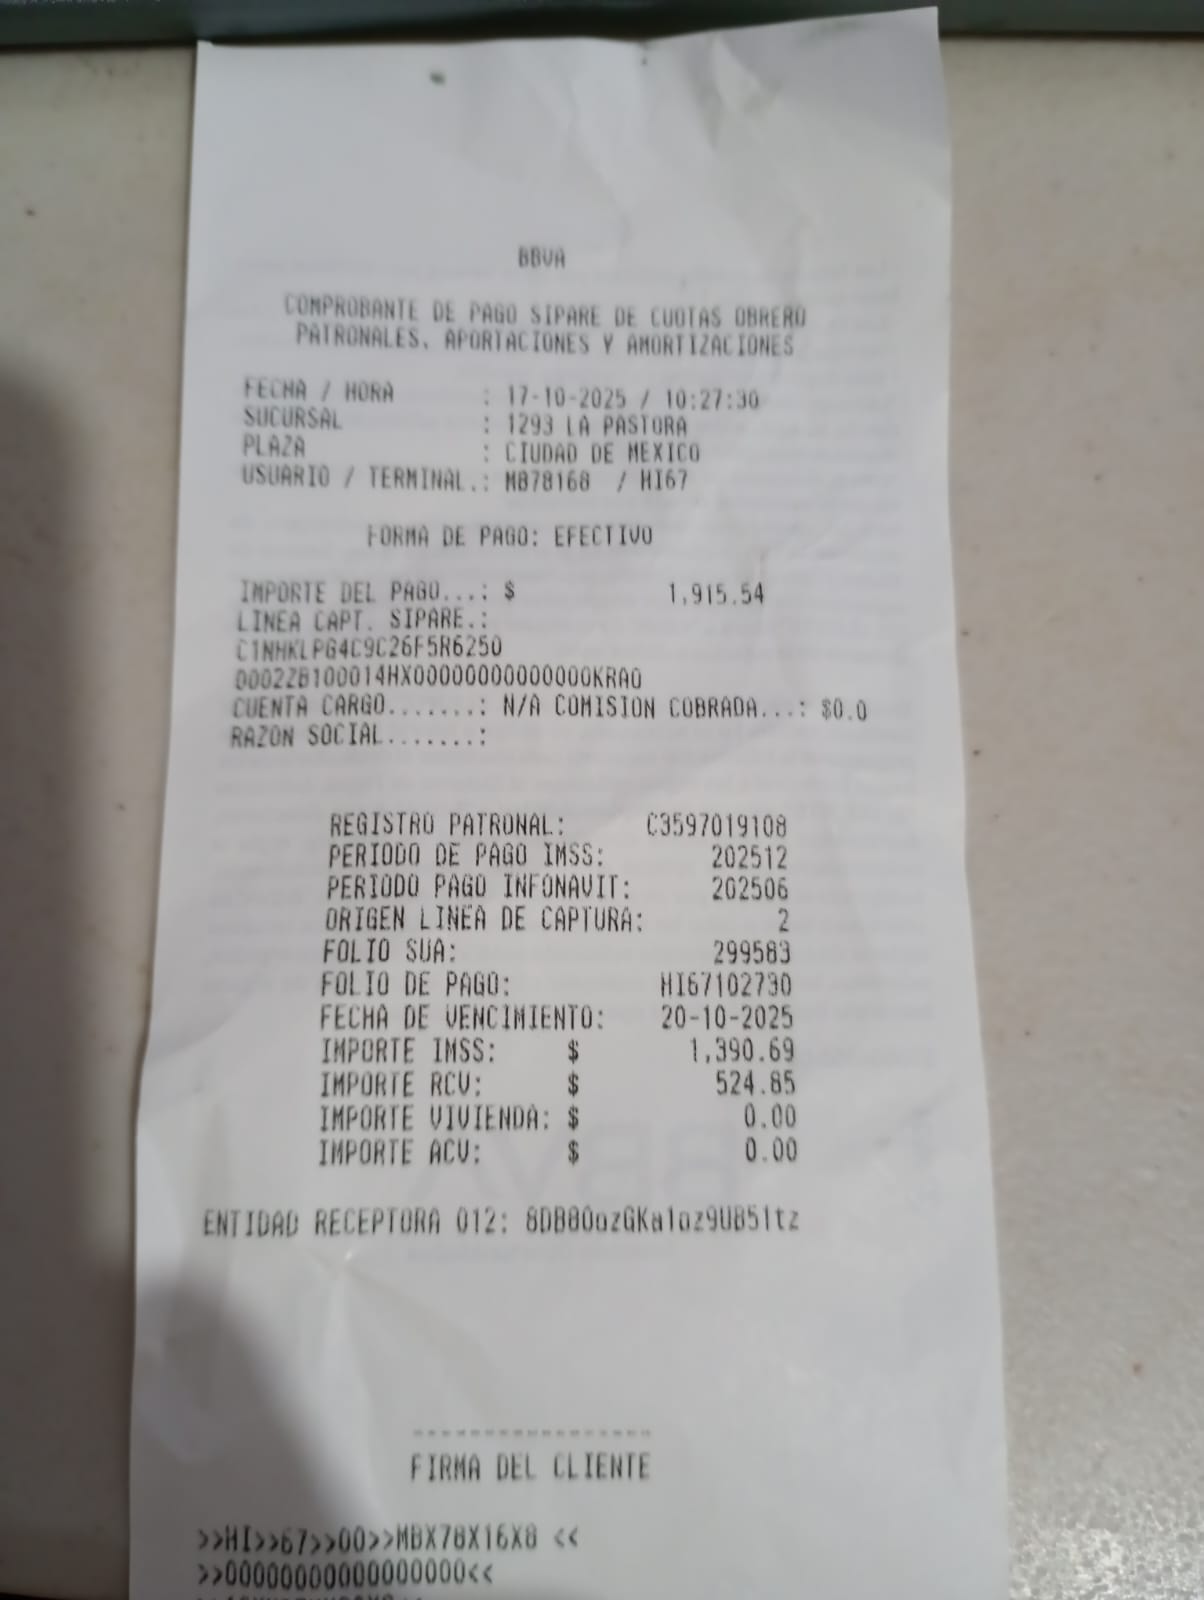 BBVA
COMPROBANTE DE PAGO SIPARE DE CUOTAS OBRERO
PATRONALES, APORTACIONES Y AMORTIZACIONES
FECHA / HORA : 17-10-2025 / 10:27:30
SUCURSAL : 1293 LA PASTORA
PLAZA : CIUDAD DE MEXICO
USUARIO / TERMINAL.: MB78168 / HI67
FORMA DE PAGO: EFECTIVO
IMPORTE DEL PAGO...: $ 1,915.54
LINEA CAPT. SIPARE.:
C1NHKLPG4C9C26F5R6250
CUENTA CARGO.......: N/A COMISION COBRADA...: $0.0
RAZON SOCIAL.......:
REGISTRO PATRONAL: C3597019108
PERIODO DE PAGO IMSS: 202512
PERIODO PAGO INFONAVIT: 202506
ORIGEN LINEA DE CAPTURA: 2
FOLIO SUA: 299583
FOLIO DE PAGO: HI67102730
FECHA DE VENCIMIENTO: 20-10-2025
IMPORTE IMSS: $ 1,390.69
IMPORTE RCV: $ 524.85
IMPORTE VIVIENDA: $ 0.00
IMPORTE ACV: $ 0.00
ENTIDAD RECEPTORA 012:
FIRMA DEL CLIENTE
>>HI>>67>>00>>MBX78X16X8 <<
>>0000000000000000<<